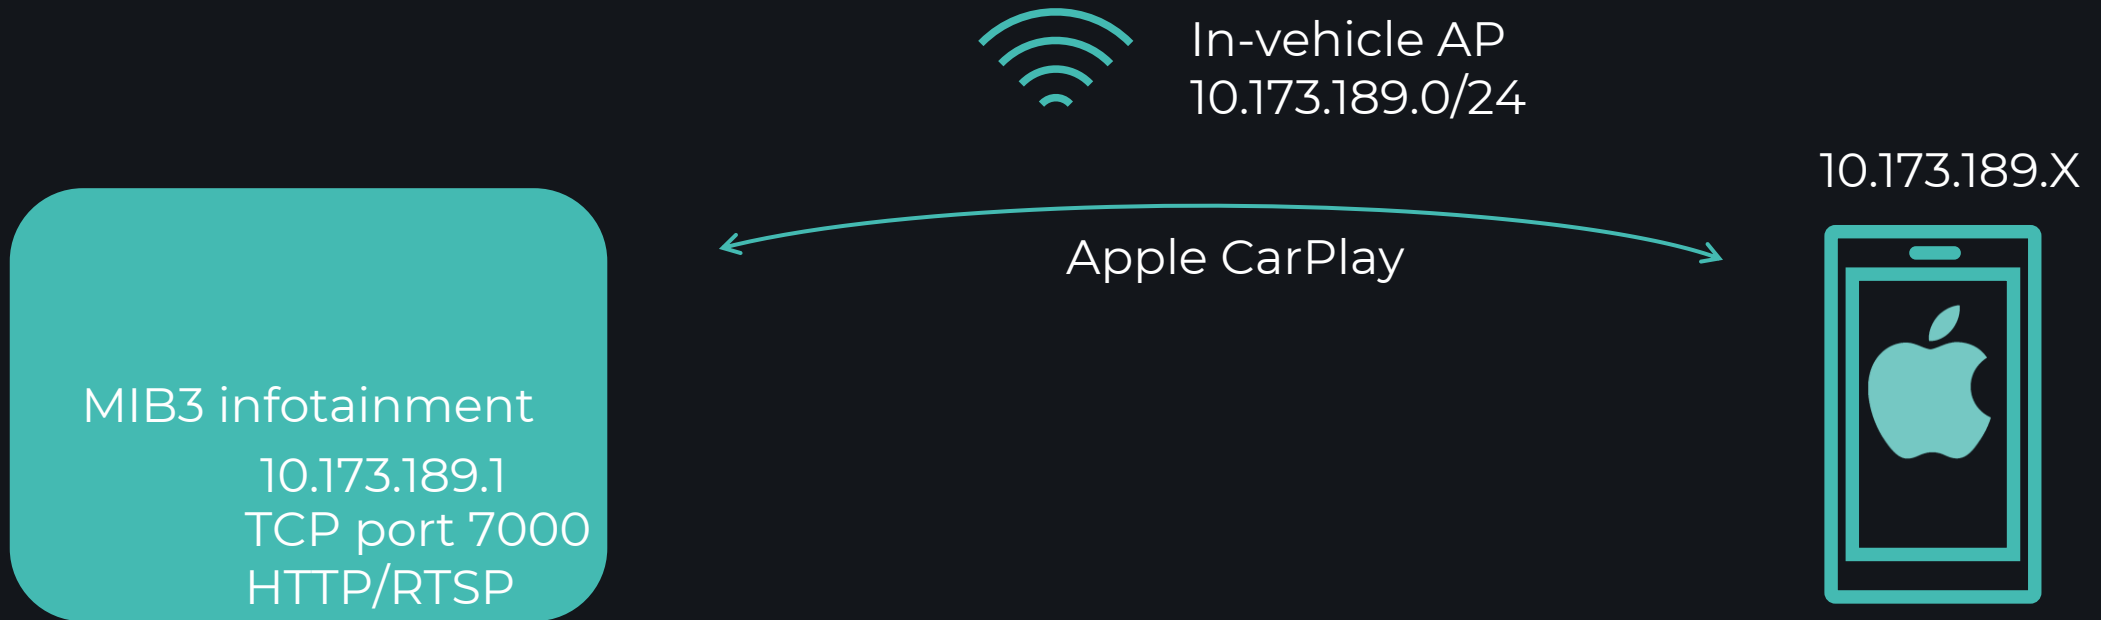 In-vehicle AP
10.173.189.0/24
10.173.189.X
Apple CarPlay
MIB3 infotainment
10.173.189.1
TCP port 7000
HTTP/RTSP